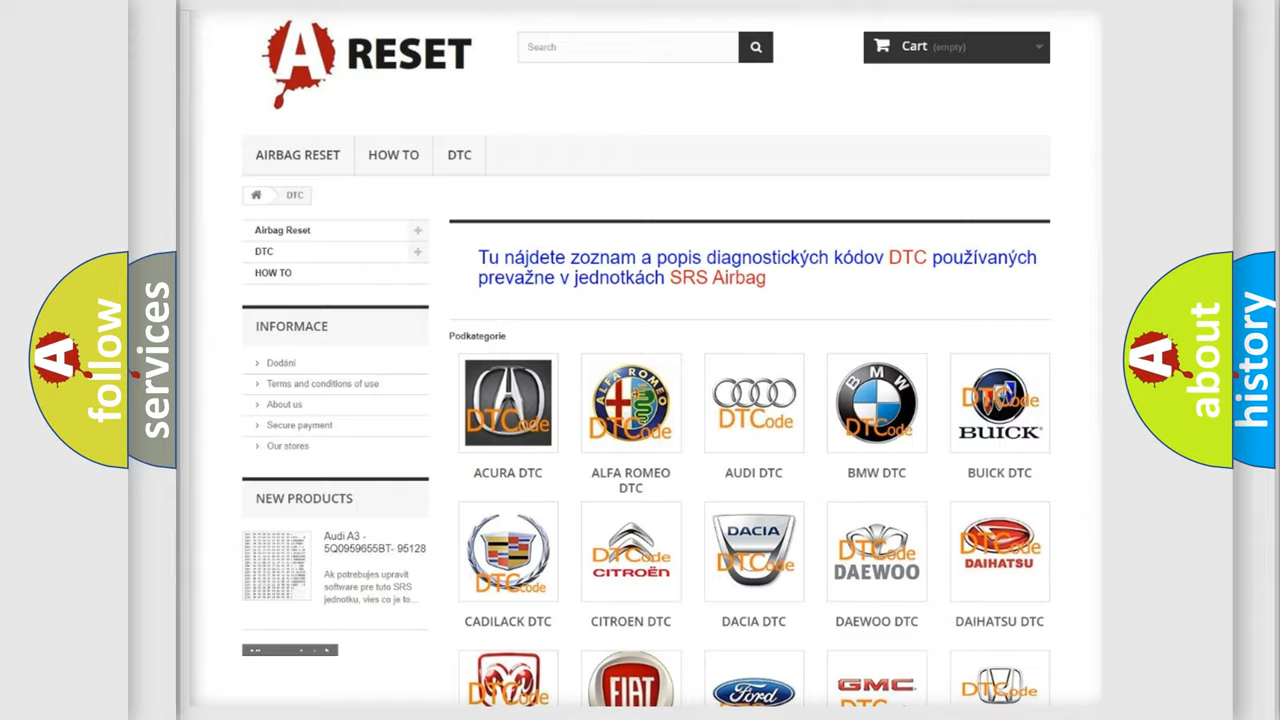 A RESET
Search
Cart (empty)
AIRBAG RESET
HOW TO
DTC
DTC
Airbag Reset
DTC
HOW TO
INFORMACE
Dodání
Terms and conditions of use
About us
Secure payment
Our stores
NEW PRODUCTS
Audi A3 -
5Q0959655BT- 95128
Ak potrebujes upravit
software pre tuto SRS
jednotku, vies co je to...
Tu nájdete zoznam a popis diagnostických kódov DTC používaných
prevažne v jednotkách SRS Airbag
Podkategorie
DTCode
ALFA ROMEO
DTCode
DTCode
BMW
DTCode
DTCode
BUICK
ACURA DTC
ALFA ROMEO
DTC
AUDI DTC
BMW DTC
BUICK DTC
DTCode
DTCode
CITROËN
DACIA
DTCode
DTCode
DAEWOO
DTCode
DAIHATSU
CADILACK DTC
CITROEN DTC
DACIA DTC
DAEWOO DTC
DAIHATSU DTC
DTCode
FIAT
Ford
GMC
DTCode
follow
services
A
about
history
A